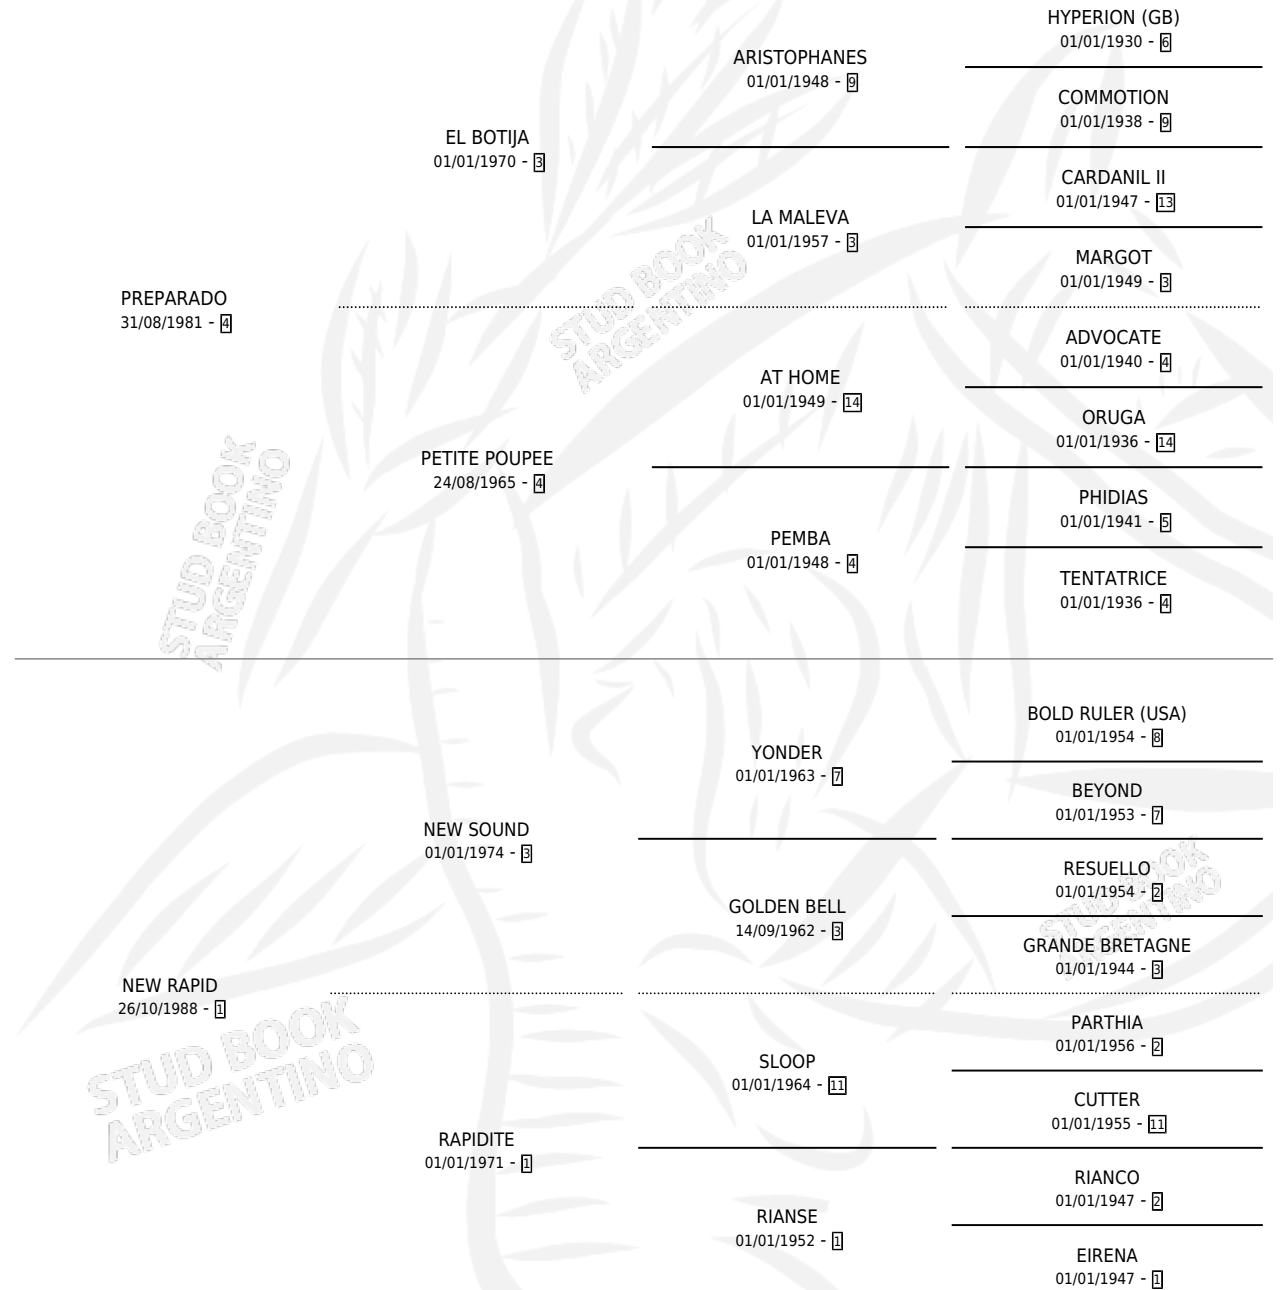 HYPERION (GB)
01/01/1930 - 6
ARISTOPHANES
01/01/1948 - 9
COMMOTION
01/01/1938 - 9
EL BOTIJA
01/01/1970 - 3
CARDANIL II
01/01/1947 - 13
LA MALEVA
01/01/1957 - 3
MARGOT
01/01/1949 - 3
PREPARADO
31/08/1981 - 4
ADVOCATE
01/01/1940 - 4
AT HOME
01/01/1949 - 14
ORUGA
01/01/1936 - 14
PETITE POUPEE
24/08/1965 - 4
PHIDIAS
01/01/1941 - 5
PEMBA
01/01/1948 - 4
TENTATRICE
01/01/1936 - 4
BOLD RULER (USA)
01/01/1954 - 8
YONDER
01/01/1963 - 7
BEYOND
01/01/1953 - 7
NEW SOUND
01/01/1974 - 3
RESUELLO
01/01/1954 - 2
GOLDEN BELL
14/09/1962 - 3
GRANDE BRETAGNE
01/01/1944 - 3
NEW RAPID
26/10/1988 - 1
PARTHIA
01/01/1956 - 2
SLOOP
01/01/1964 - 11
CUTTER
01/01/1955 - 11
RAPIDITE
01/01/1971 - 1
RIANCO
01/01/1947 - 2
RIANSE
01/01/1952 - 1
EIRENA
01/01/1947 - 1
STUD BOOK
ARGENTINO
STUD BOOK
ARGENTINO
STUD BOOK
ARGENTINO
STUD BOOK
ARGENTINO